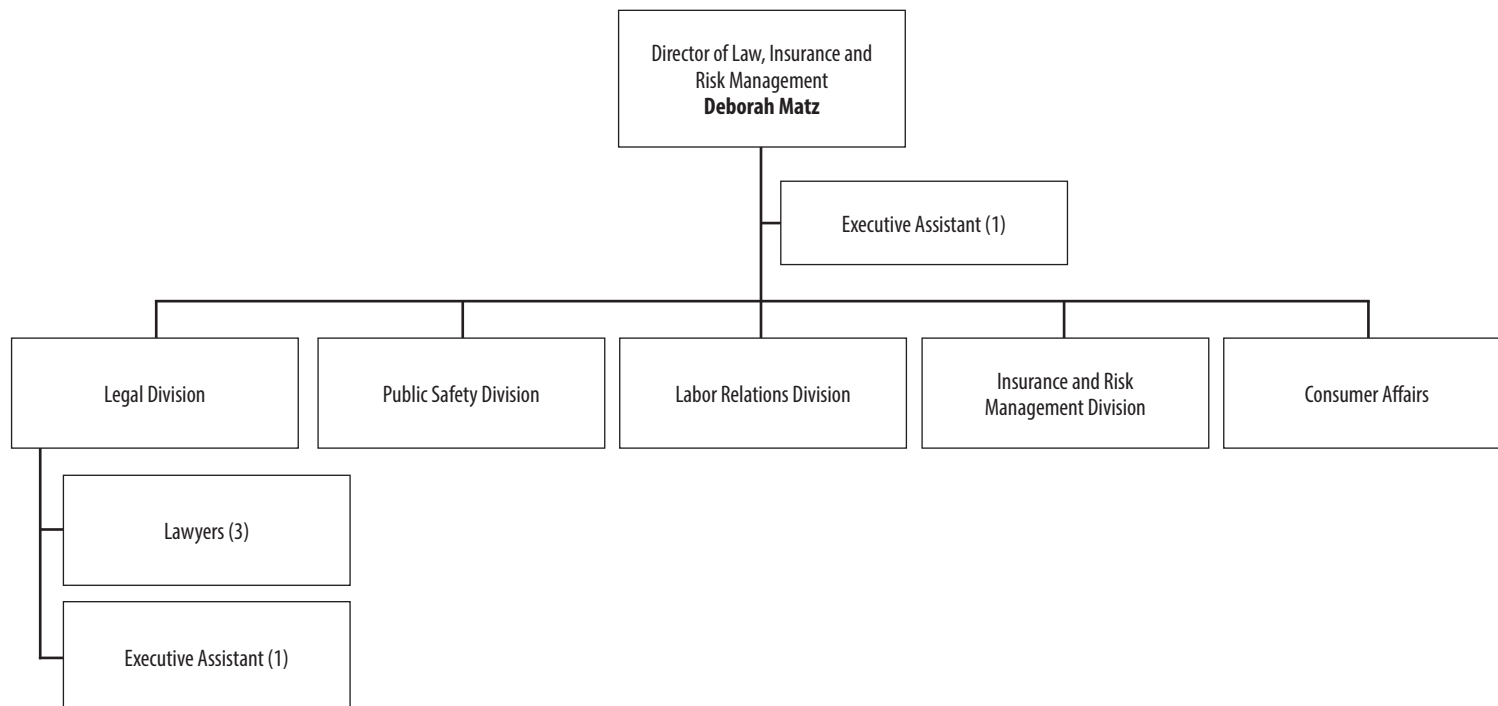 Director of Law, Insurance and
Risk Management
Deborah Matz
Executive Assistant (1)
Legal Division
Public Safety Division
Labor Relations Division
Insurance and Risk
Management Division
Consumer Affairs
Lawyers (3)
Executive Assistant (1)